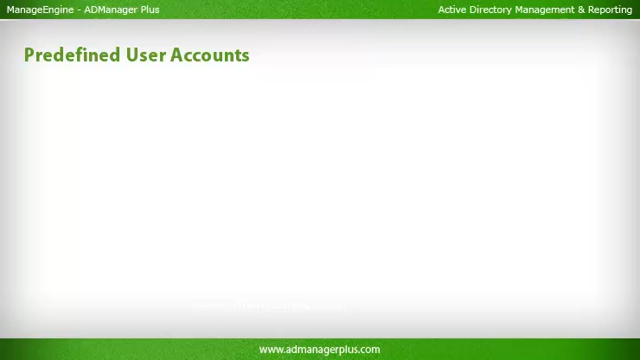 ManageEngine - ADManager Plus
Active Directory Management & Reporting
Predefined User Accounts
www.admanagerplus.com